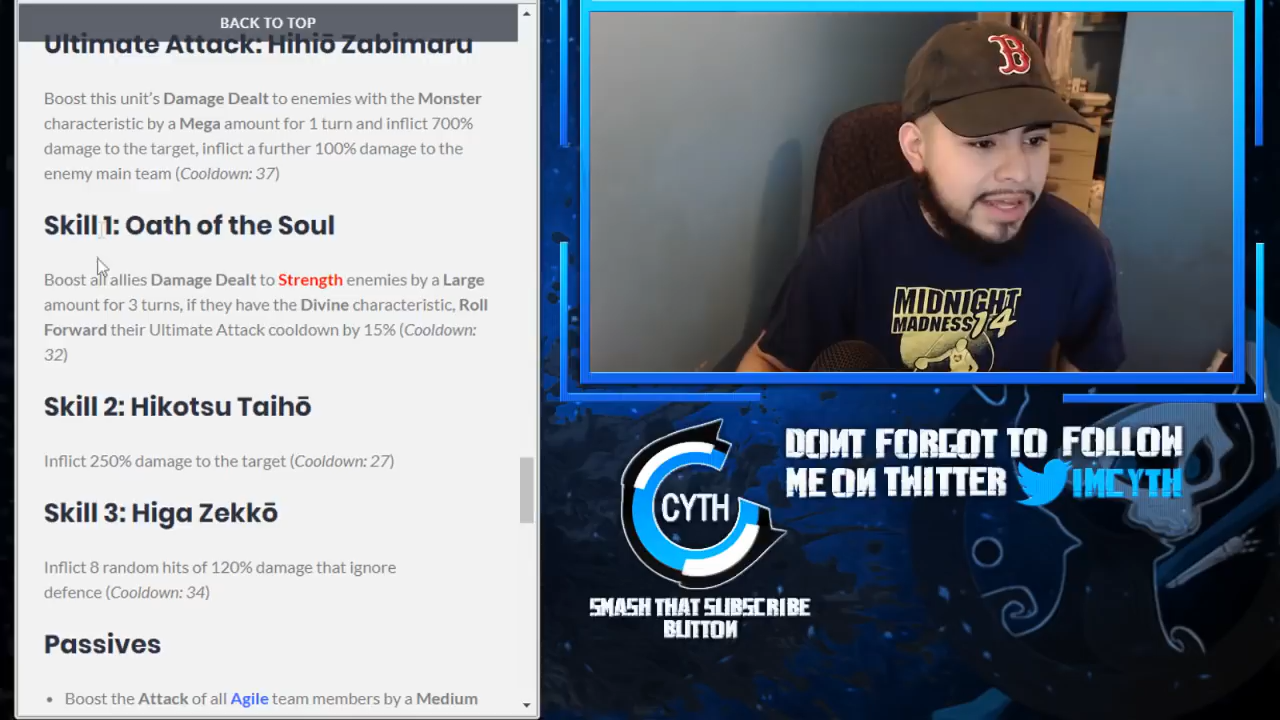 BACK TO TOP
Ultimate Attack: Hihiō Zabimaru
Boost this unit's Damage Dealt to enemies with the Monster
characteristic by a Mega amount for 1 turn and inflict 700%
damage to the target, inflict a further 100% damage to the
enemy main team (Cooldown: 37)
Skill 1: Oath of the Soul
Boost all allies Damage Dealt to Strength enemies by a Large
amount for 3 turns, if they have the Divine characteristic, Roll
Forward their Ultimate Attack cooldown by 15% (Cooldown:
32)
Skill 2: Hikotsu Taihō
Inflict 250% damage to the target (Cooldown: 27)
Skill 3: Higa Zekkō
Inflict 8 random hits of 120% damage that ignore
defence (Cooldown: 34)
Passives
• Boost the Attack of all Agile team members by a Medium
B
MIDNIGHT
MADNESS 14
CYTH
SMASH THAT SUBSCRIBE
BUTTON
DONT FORGOT TO FOLLOW
ME ON TWITTER IMCYTH